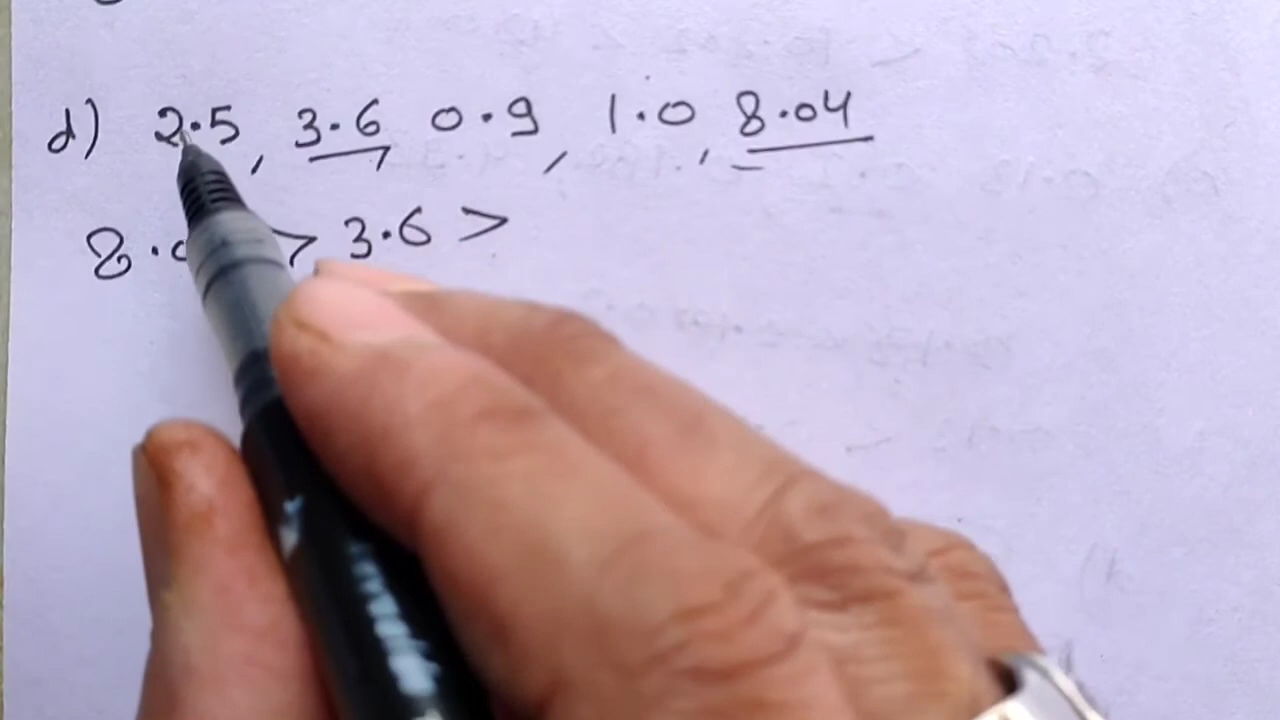 d) 2.5, 3.6 0.9, 1.0, 8.04
> 3.6 >